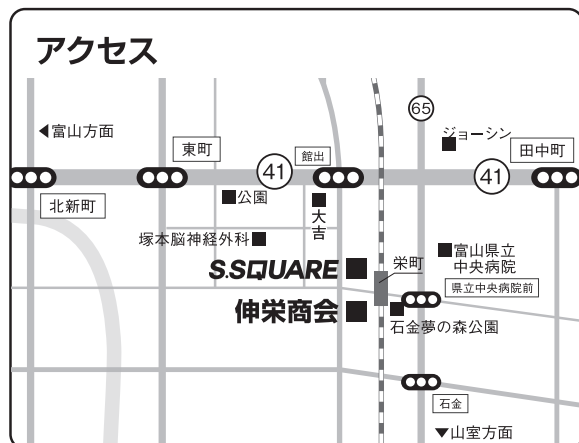 アクセス
65
◀富山方面
ジョーシン
東町
館出
田中町
41
41
北新町
公園
大吉
塚本脳神経外科
栄町
富山県立
中央病院
S.SQUARE
県立中央病院前
伸栄商会
石金夢の森公園
石金
▼山室方面